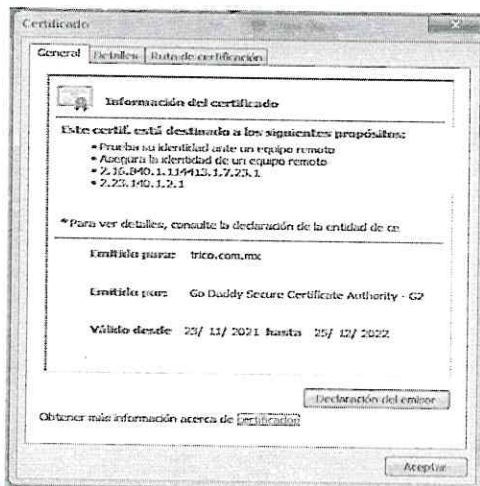 Certificado
General Detalles Ruta de certificación
Información del certificado
Este certif. está destinado a los siguientes propósitos:
• Prueba su identidad ante un equipo remoto
• Asegura la identidad de un equipo remoto
• 2.16.840.1.114413.1.7.23.1
• 2.23.140.1.2.1
*Para ver detalles, consulte la declaración de la entidad de ce
Emitido para: trico.com.mx
Emitido por: Go Daddy Secure Certificate Authority - G2
Válido desde 23/ 11/ 2021 hasta 25/ 12/ 2022
Declaración del emisor
Obtener más información acerca de certificados
Aceptar